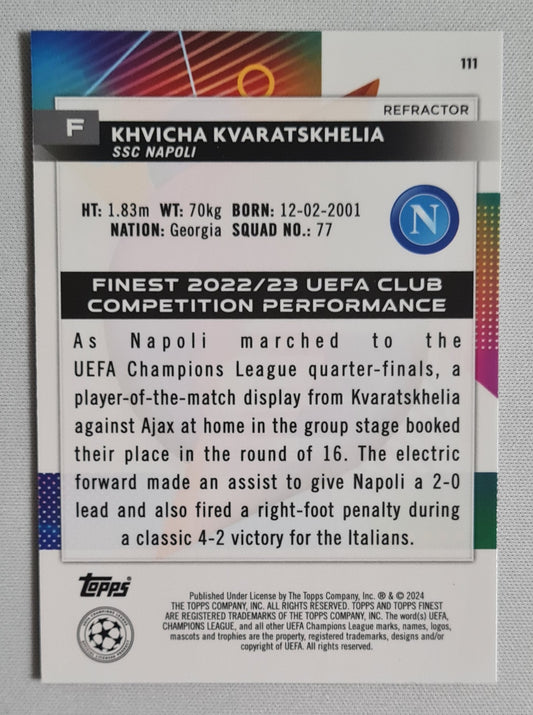 111
REFRACTOR
F
KHVICHA KVARATSKHELIA
SSC NAPOLI
HT: 1.83m WT: 70kg BORN: 12-02-2001
NATION: Georgia SQUAD NO.: 77
N
FINEST 2022/23 UEFA CLUB
COMPETITION PERFORMANCE
As Napoli marched to the
UEFA Champions League quarter-finals, a
player-of-the-match display from Kvaratskhelia
against Ajax at home in the group stage booked
their place in the round of 16. The electric
forward made an assist to give Napoli a 2-0
lead and also fired a right-foot penalty during
a classic 4-2 victory for the Italians.
Topps®
Published Under License by The Topps Company, Inc. ® & © 2024
THE TOPPS COMPANY, INC. ALL RIGHTS RESERVED. TOPPS AND TOPPS FINEST
ARE REGISTERED TRADEMARKS OF THE TOPPS COMPANY, INC. The word(s) UEFA,
CHAMPIONS LEAGUE, and all other UEFA Champions League marks, names, logos,
mascots and trophies are the property, registered trademarks, designs and/or
copyright of UEFA. All rights reserved.